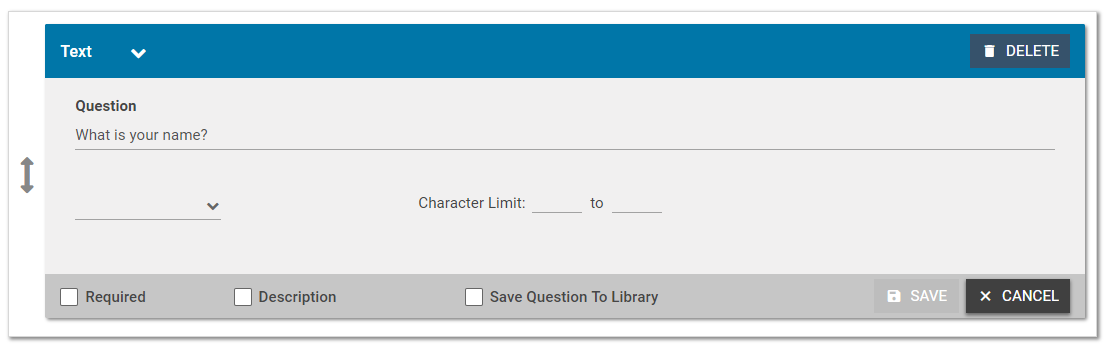 Text
DELETE
Question
What is your name?
Character Limit: to
Required
Description
Save Question To Library
SAVE
CANCEL